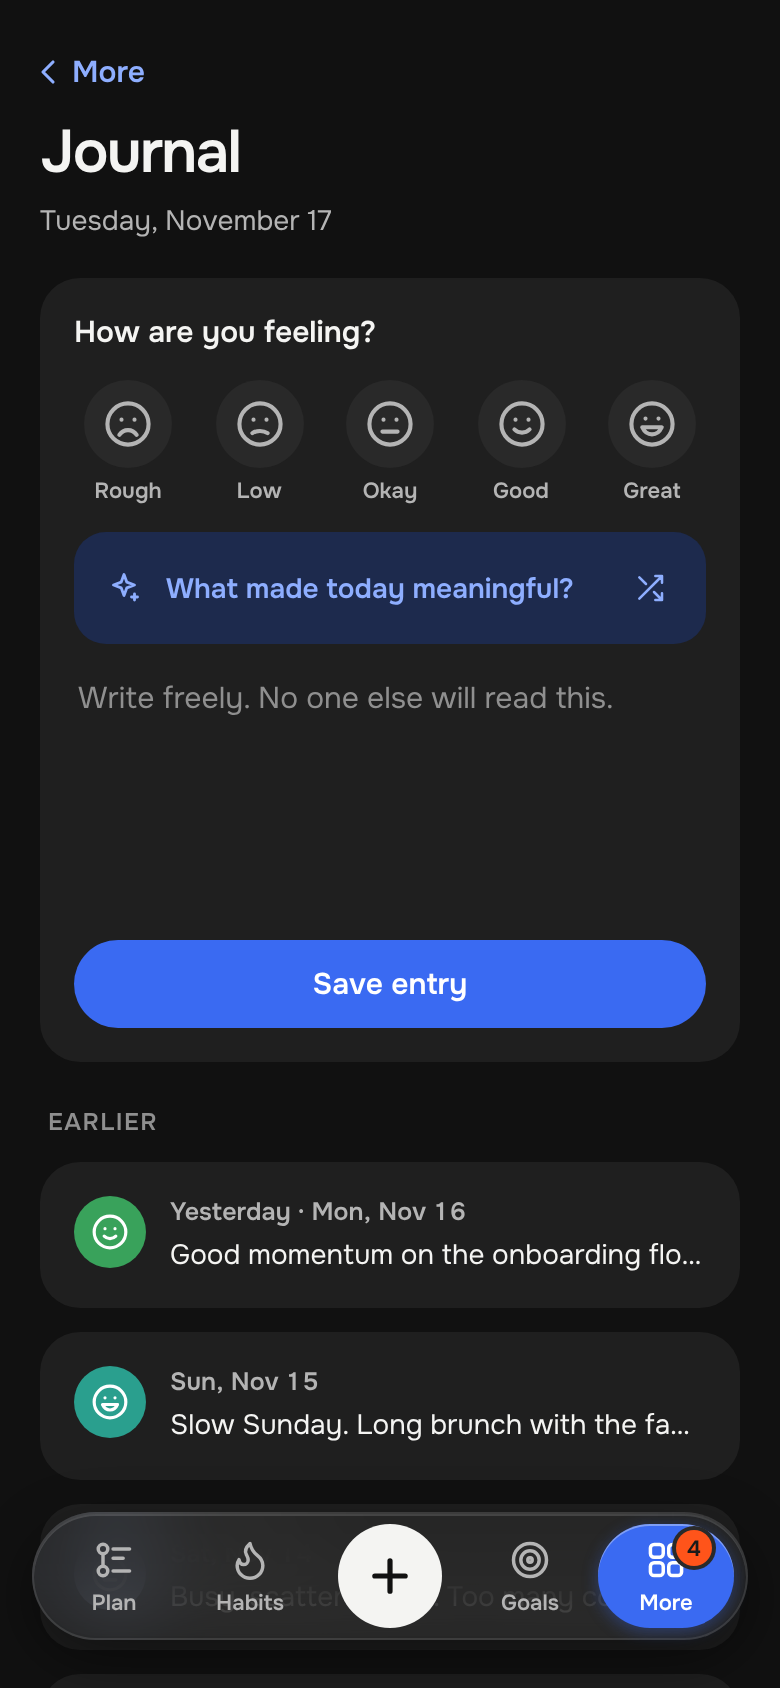 More
Journal
Tuesday, November 17
How are you feeling?
Rough Low Okay Good Great
What made today meaningful?
Write freely. No one else will read this.
Save entry
EARLIER
Yesterday · Mon, Nov 16
Good momentum on the onboarding flo...
Sun, Nov 15
Slow Sunday. Long brunch with the fa...
Too many
4
Plan Habits Goals More